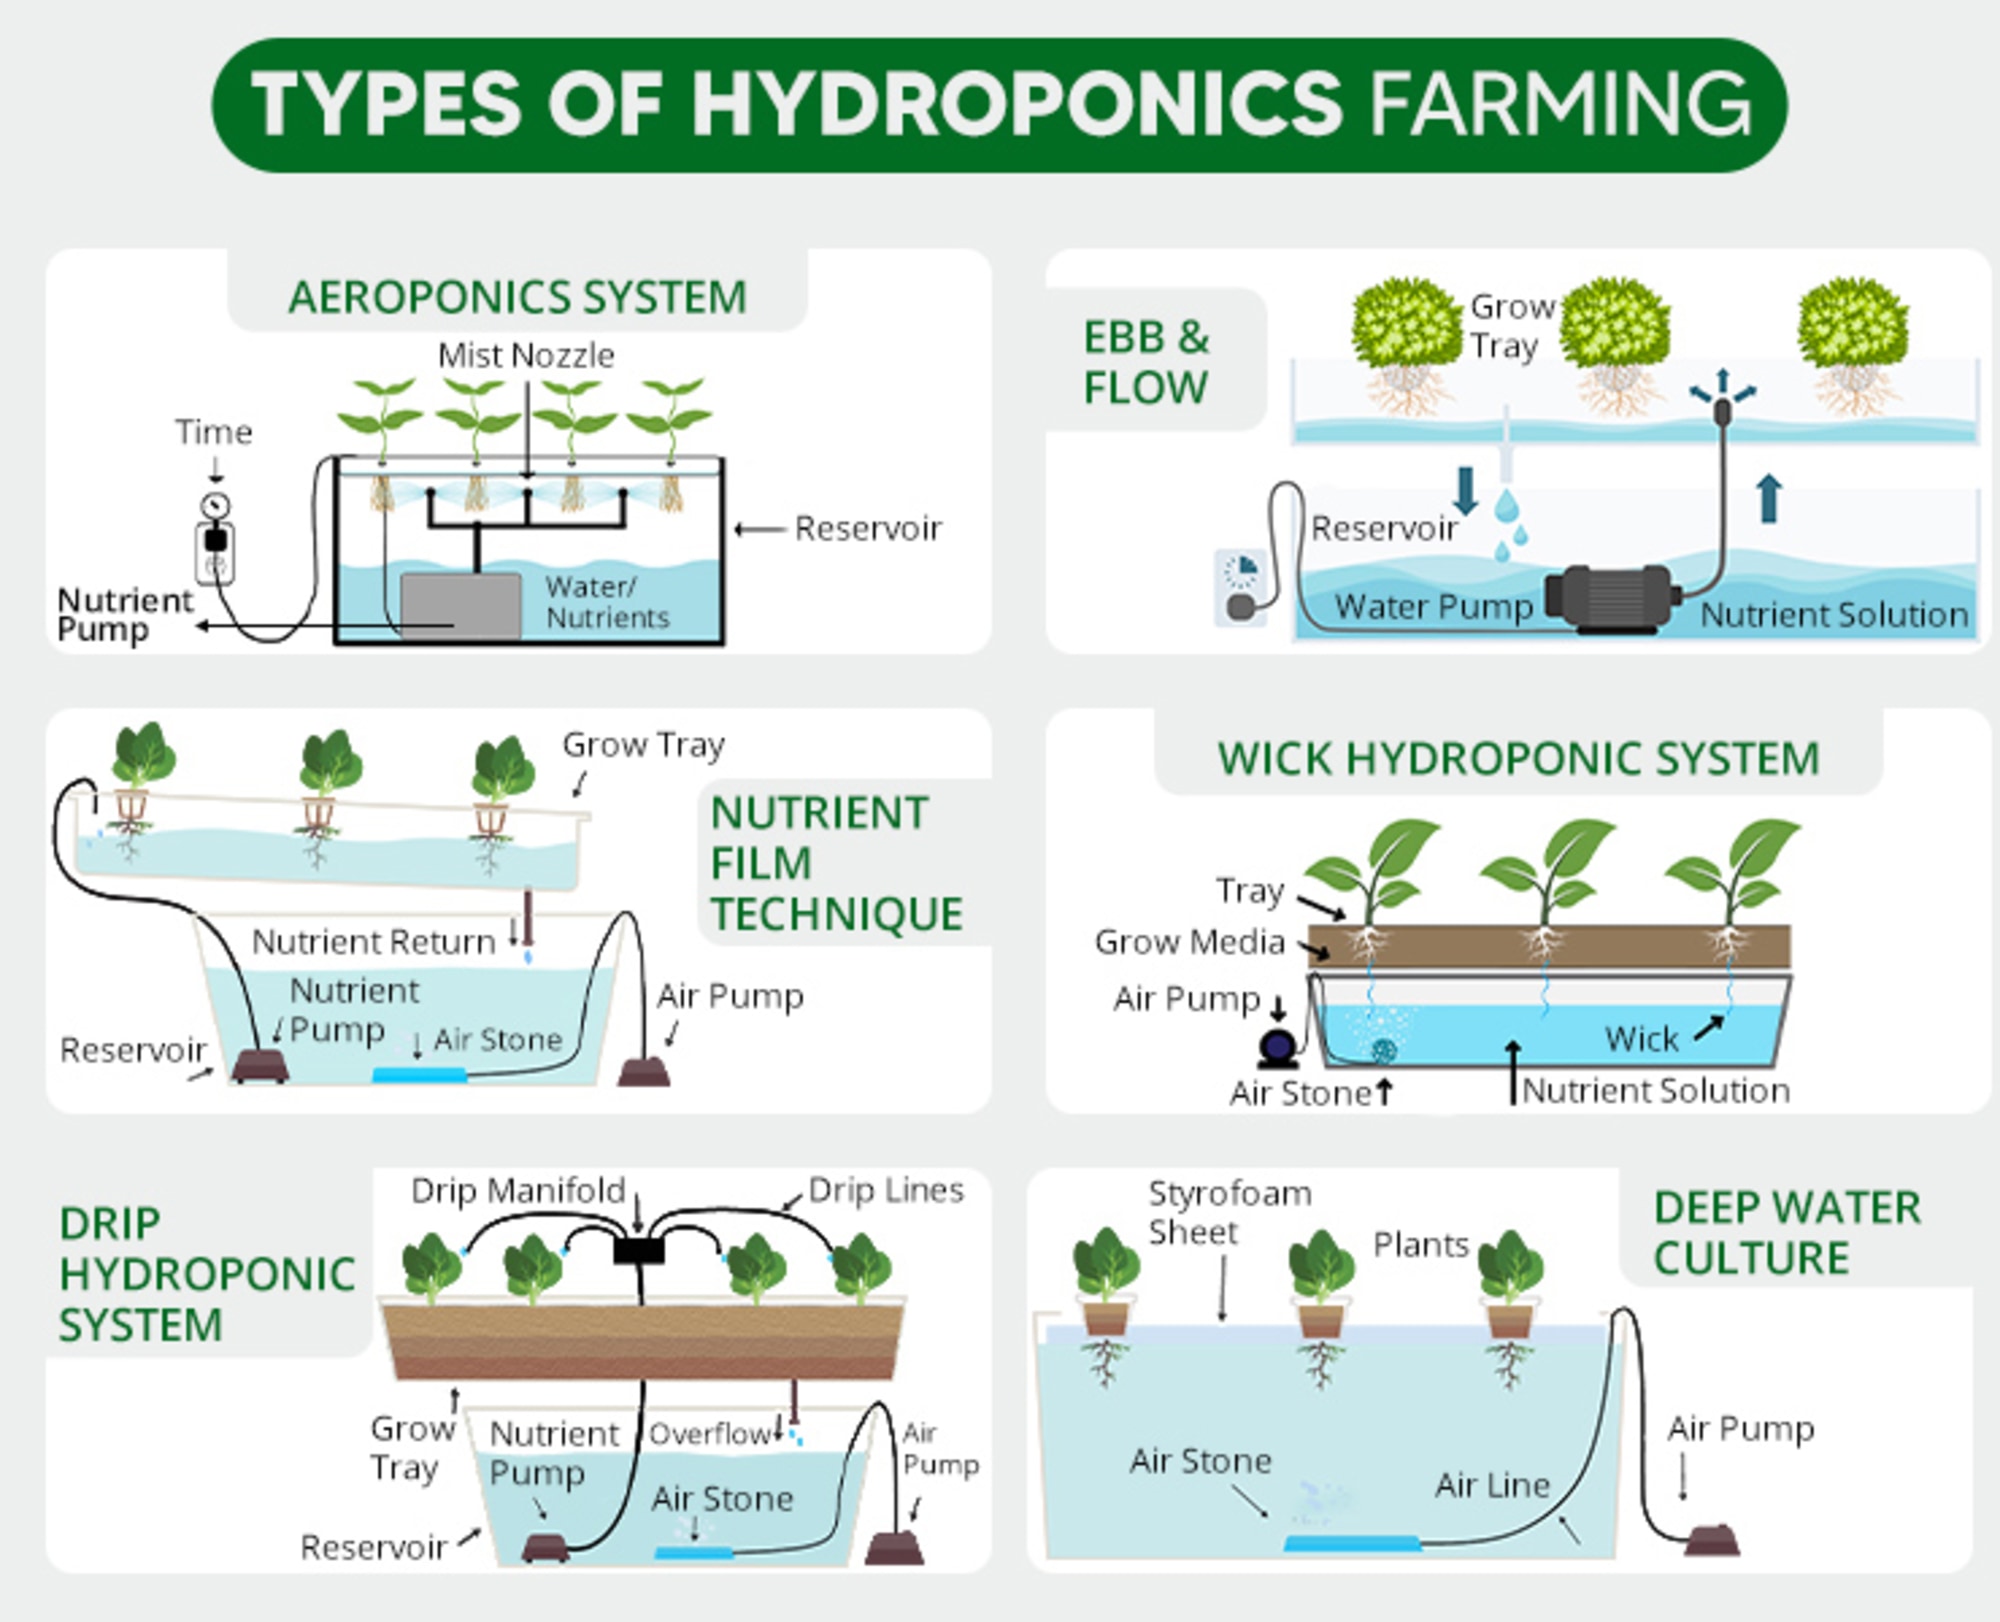 TYPES OF HYDROPONICS FARMING
AEROPONICS SYSTEM
Mist Nozzle
Time
Reservoir
Nutrient
Pump
Water/
Nutrients
EBB &
FLOW
Grow
Tray
Reservoir
Water Pump
Nutrient Solution
Grow Tray
NUTRIENT
FILM
TECHNIQUE
Nutrient Return
Nutrient
Pump
Air Pump
Air Stone
Reservoir
WICK HYDROPONIC SYSTEM
Tray
Grow Media
Air Pump
Wick
Air Stone
Nutrient Solution
DRIP
HYDROPONIC
SYSTEM
Drip Manifold
Drip Lines
Grow
Tray
Nutrient
Pump
Overflow
Air
Pump
Air Stone
Reservoir
DEEP WATER
CULTURE
Styrofoam
Sheet
Plants
Air Pump
Air Stone
Air Line